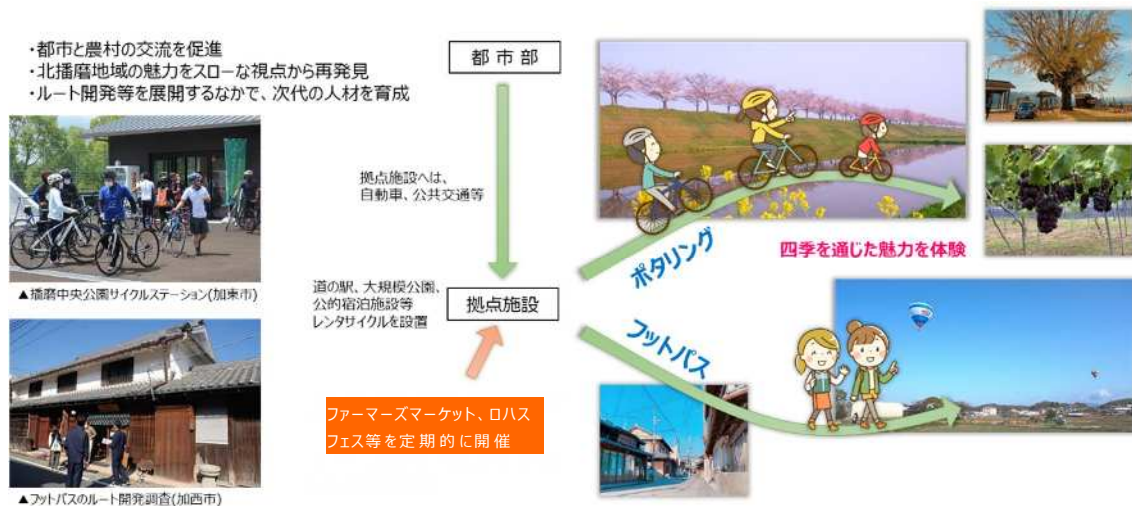 ・都市と農村の交流を促進
・北播磨地域の魅力をスローな視点から再発見
・ルート開発等を展開するなかで、次代の人材を育成
▲播磨中央公園サイクルステーション(加東市)
▲フットパスのルート開発調査(加西市)
都市部
拠点施設へは、
自動車、公共交通等
道の駅、大規模公園、
公的宿泊施設等
レンタサイクルを設置
拠点施設
ファーマーズマーケット、ロハス
フェス等を定期的に開催
ポタリング
四季を通じた魅力を体験
フットパス